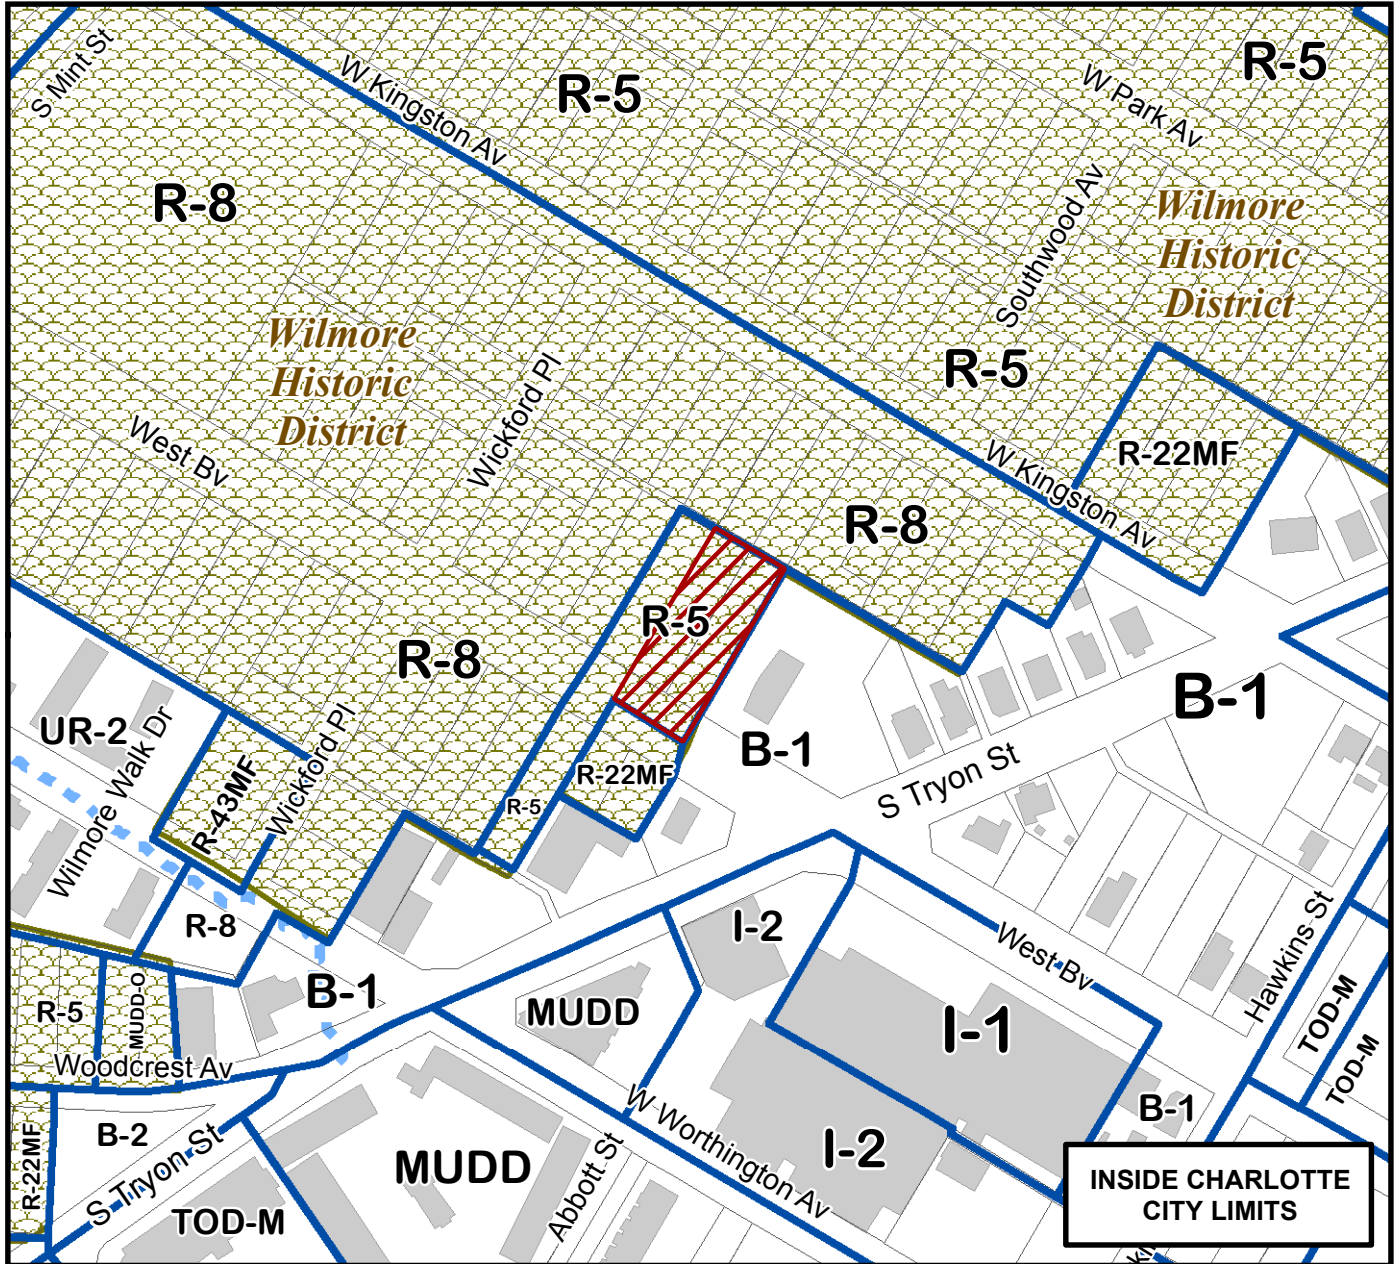 S Mint St
W Kingston Av
R-5
W Park Av
R-5
R-8
Southwood Av
Wilmore
Historic
District
Wilmore
Historic
District
R-5
Wickford Pl
West Bv
W Kingston Av
R-22MF
R-8
R-5
R-8
B-1
UR-2
Wilmore Walk Dr
R-43MF
Wickford Pl
B-1
R-22MF
R-5
S Tryon St
R-8
I-2
West Bv
Hawkins St
B-1
MUDD
I-1
R-5
MUDD-O
TOD-M
TOD-M
Woodcrest Av
B-1
B-2
R-22MF
S Tryon St
TOD-M
MUDD
Abbott St
W Worthington Av
I-2
INSIDE CHARLOTTE
CITY LIMITS